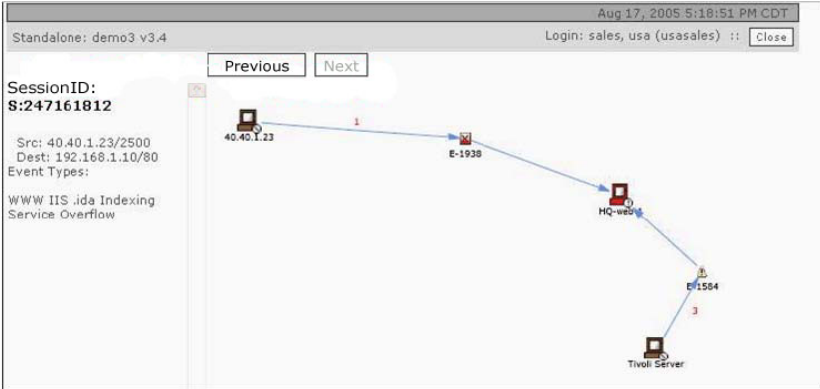 Aug 17, 2005 5:18:51 PM CDT
Standalone: demo3 v3.4
Login: sales, usa (usasales) :: Close
Previous Next
SessionID:
S:247161812
Src: 40.40.1.23/2500
Dest: 192.168.1.10/80
Event Types:
WWW IIS .ida Indexing
Service Overflow
40.40.1.23
1
E-1938
HQ-web
E-1584
3
Tivoli Server